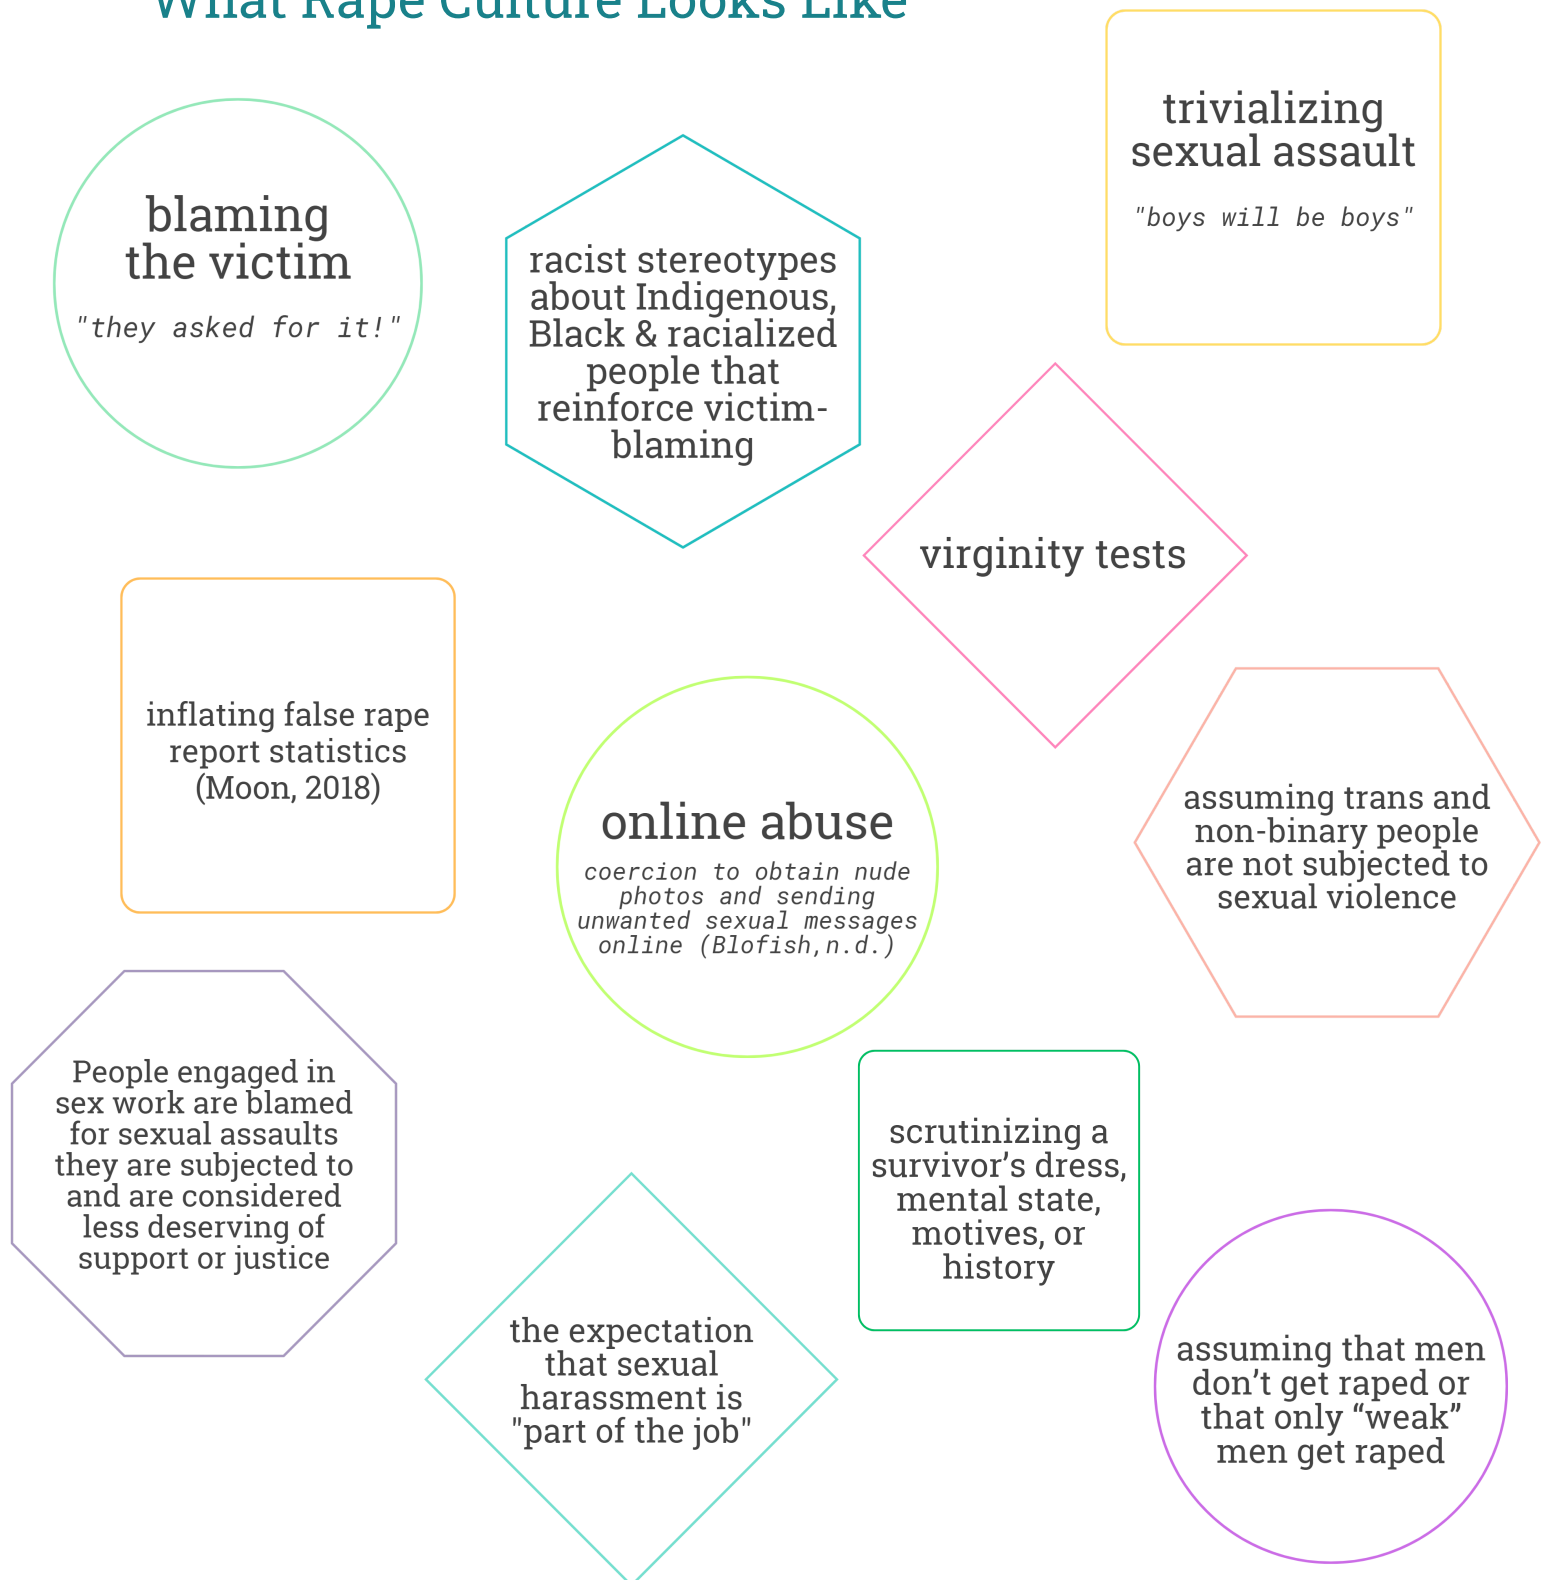 What Rape Culture Looks Like
trivializing
sexual assault
"boys will be boys"
blaming
the victim
"they asked for it!"
racist stereotypes
about Indigenous,
Black & racialized
people that
reinforce victim-
blaming
virginity tests
inflating false rape
report statistics
(Moon, 2018)
online abuse
coercion to obtain nude
photos and sending
unwanted sexual messages
online (Blofish,n.d.)
assuming trans and
non-binary people
are not subjected to
sexual violence
People engaged in
sex work are blamed
for sexual assaults
they are subjected to
and are considered
less deserving of
support or justice
scrutinizing a
survivor’s dress,
mental state,
motives, or
history
the expectation
that sexual
harassment is
"part of the job"
assuming that men
don’t get raped or
that only “weak”
men get raped